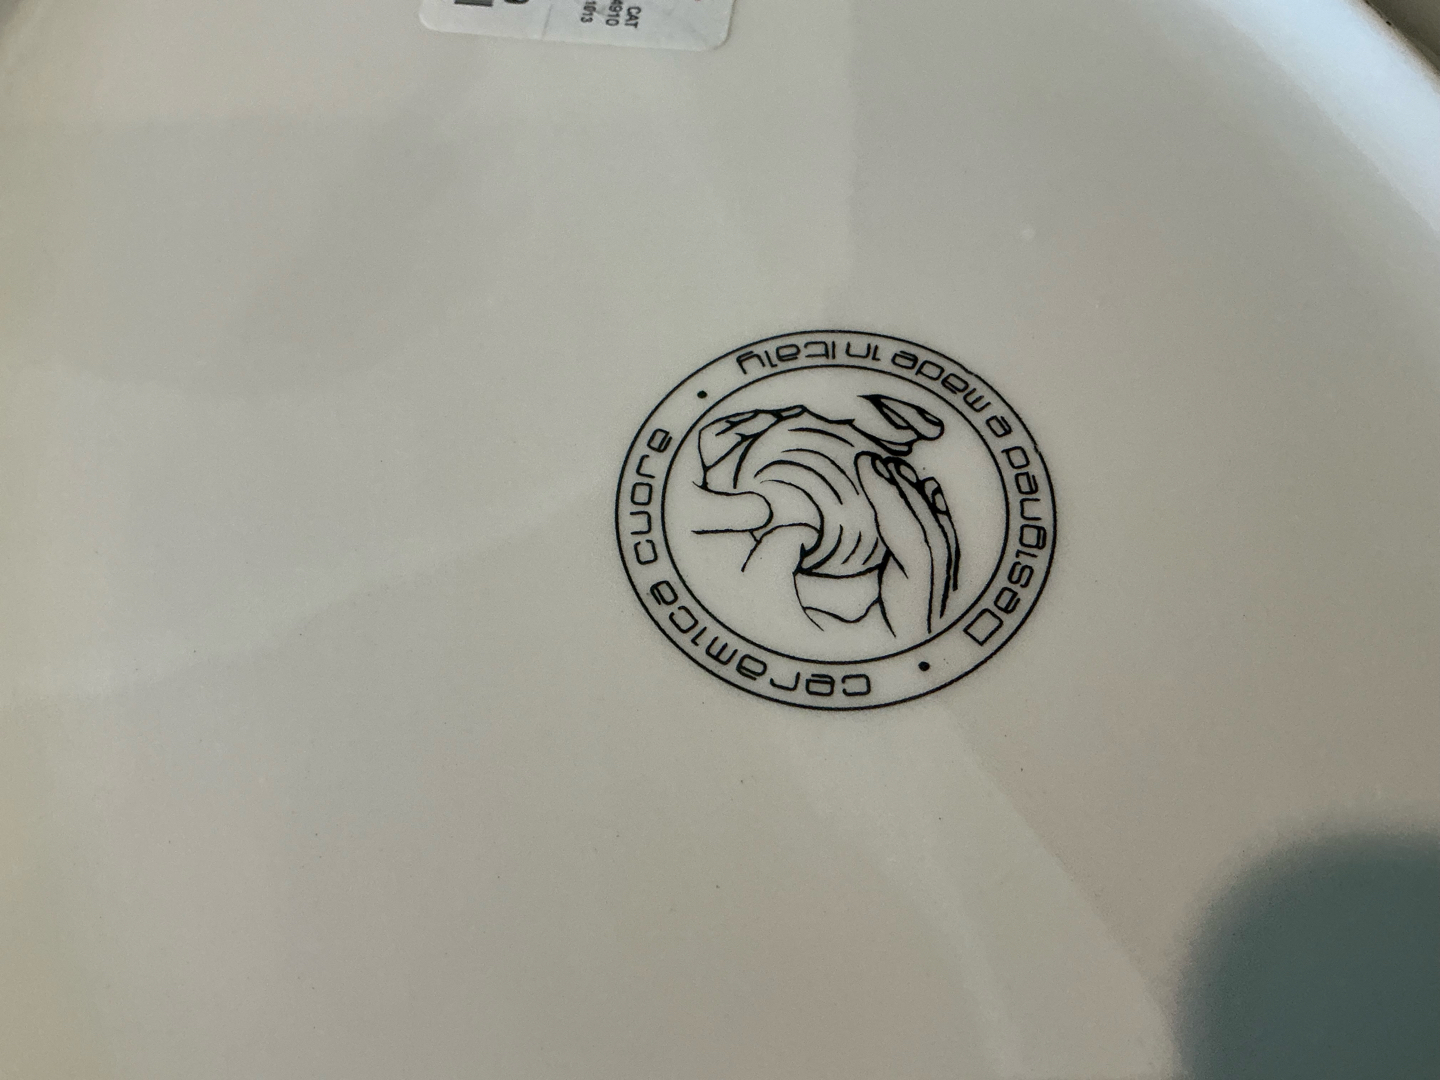 Designed e made in Italy • ceramica cuore •
CAT